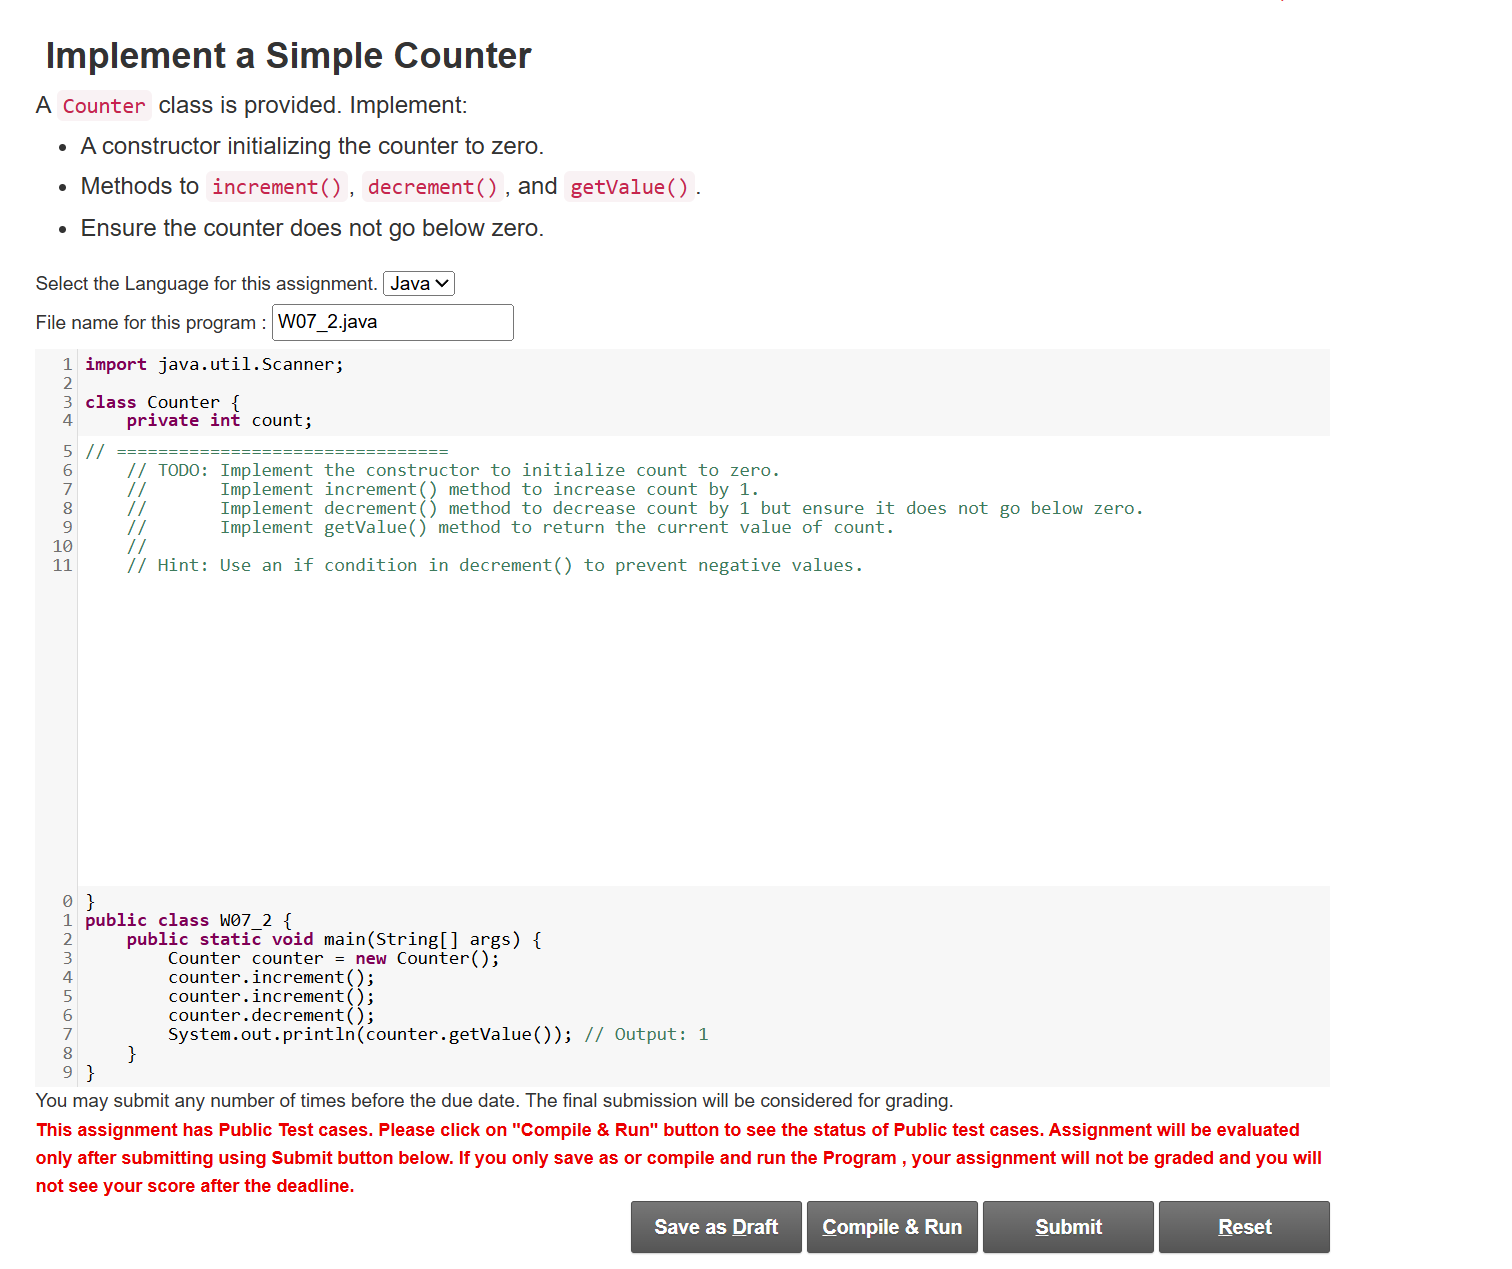 Implement a Simple Counter
A Counter class is provided. Implement:
• A constructor initializing the counter to zero.
• Methods to increment(), decrement(), and getValue().
• Ensure the counter does not go below zero.
Select the Language for this assignment. Java
File name for this program : W07_2.java
1 import java.util.Scanner;
2
3 class Counter {
4     private int count;
5 // ================================
6     // TODO: Implement the constructor to initialize count to zero.
7     //       Implement increment() method to increase count by 1.
8     //       Implement decrement() method to decrease count by 1 but ensure it does not go below zero.
9     //       Implement getValue() method to return the current value of count.
10     //
11     // Hint: Use an if condition in decrement() to prevent negative values.
0 }
1 public class W07_2 {
2     public static void main(String[] args) {
3         Counter counter = new Counter();
4         counter.increment();
5         counter.increment();
6         counter.decrement();
7         System.out.println(counter.getValue()); // Output: 1
8     }
9 }
You may submit any number of times before the due date. The final submission will be considered for grading.
This assignment has Public Test cases. Please click on "Compile & Run" button to see the status of Public test cases. Assignment will be evaluated
only after submitting using Submit button below. If you only save as or compile and run the Program , your assignment will not be graded and you will
not see your score after the deadline.
Save as Draft Compile & Run Submit Reset